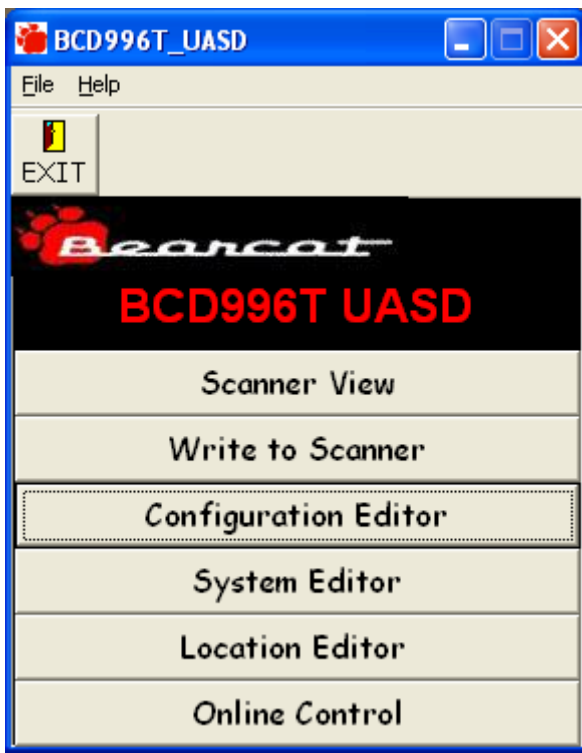 BCD996T_UASD
File Help
EXIT
Bearcat
BCD996T UASD
Scanner View
Write to Scanner
Configuration Editor
System Editor
Location Editor
Online Control